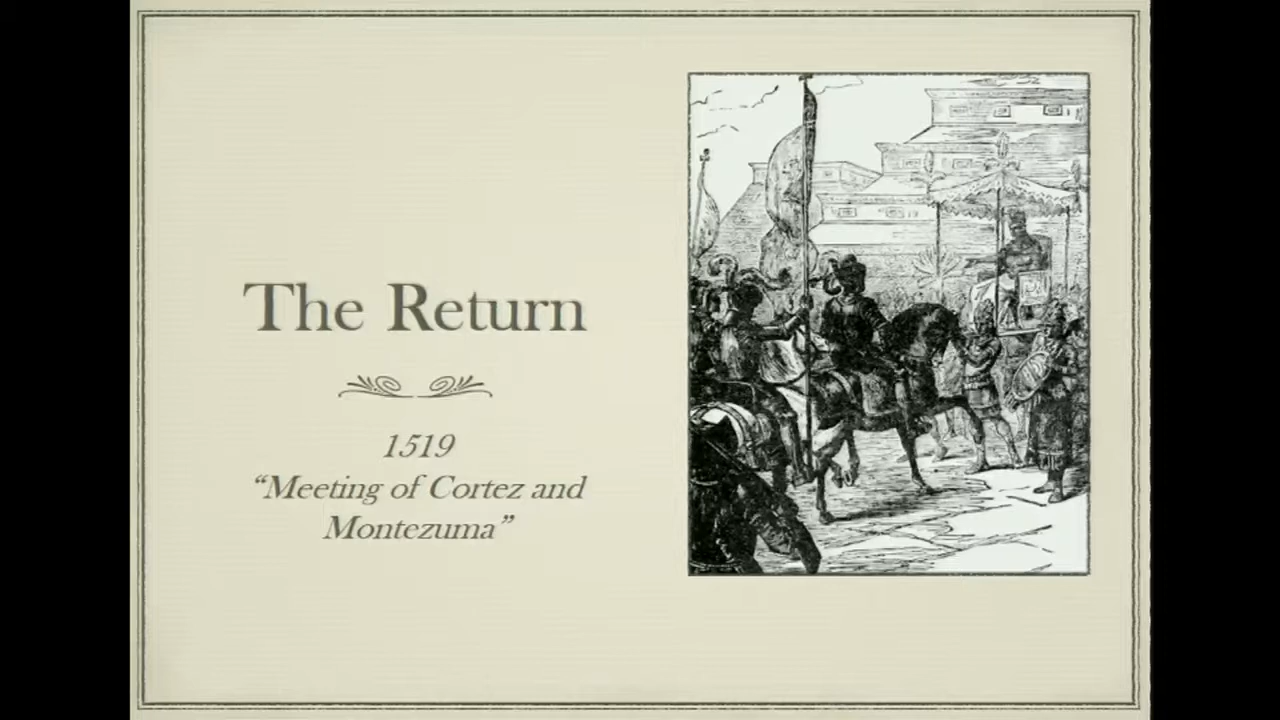 The Return
1519
“Meeting of Cortez and
Montezuma”